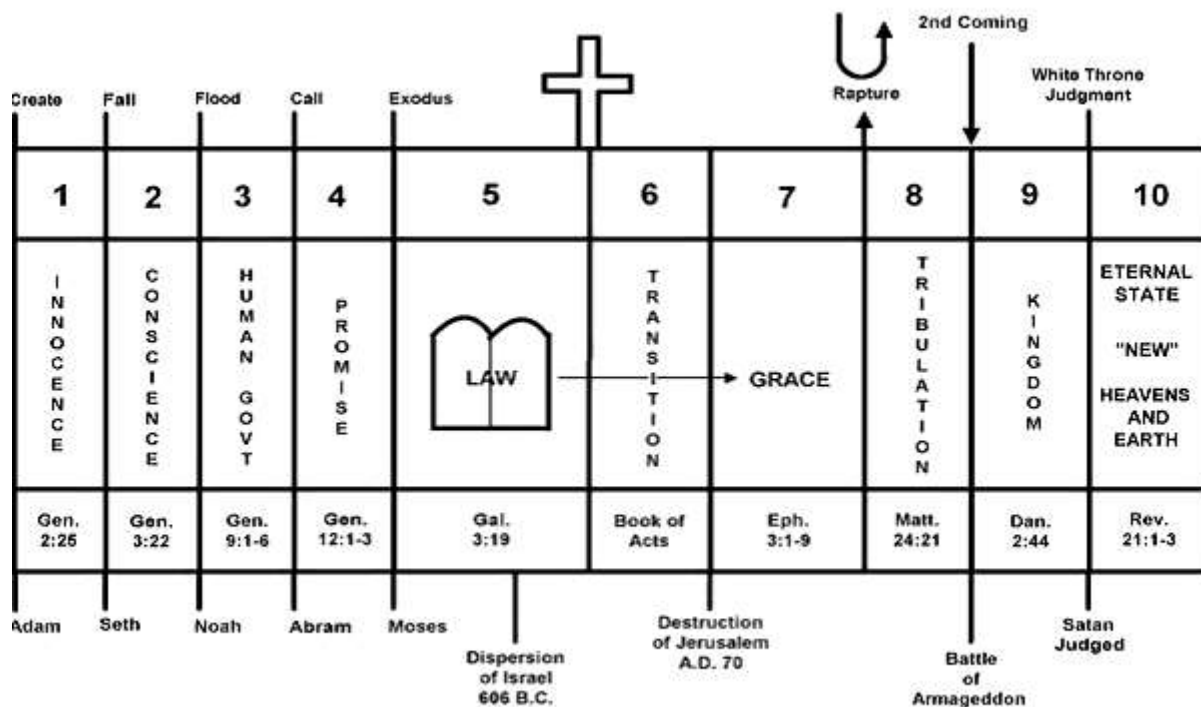 2nd Coming
White Throne
Judgment
Rapture
Create
Fall
Flood
Call
Exodus
1
2
3
4
5
6
7
8
9
10
INNOCENCE
CONSCIENCE
HUMAN GOVT
PROMISE
LAW
TRANSITION
GRACE
TRIBULATION
KINGDOM
ETERNAL
STATE
"NEW"
HEAVENS
AND
EARTH
Gen.
2:25
Gen.
3:22
Gen.
9:1-6
Gen.
12:1-3
Gal.
3:19
Book of
Acts
Eph.
3:1-9
Matt.
24:21
Dan.
2:44
Rev.
21:1-3
Adam
Seth
Noah
Abram
Moses
Dispersion
of Israel
606 B.C.
Destruction
of Jerusalem
A.D. 70
Battle
of
Armageddon
Satan
Judged